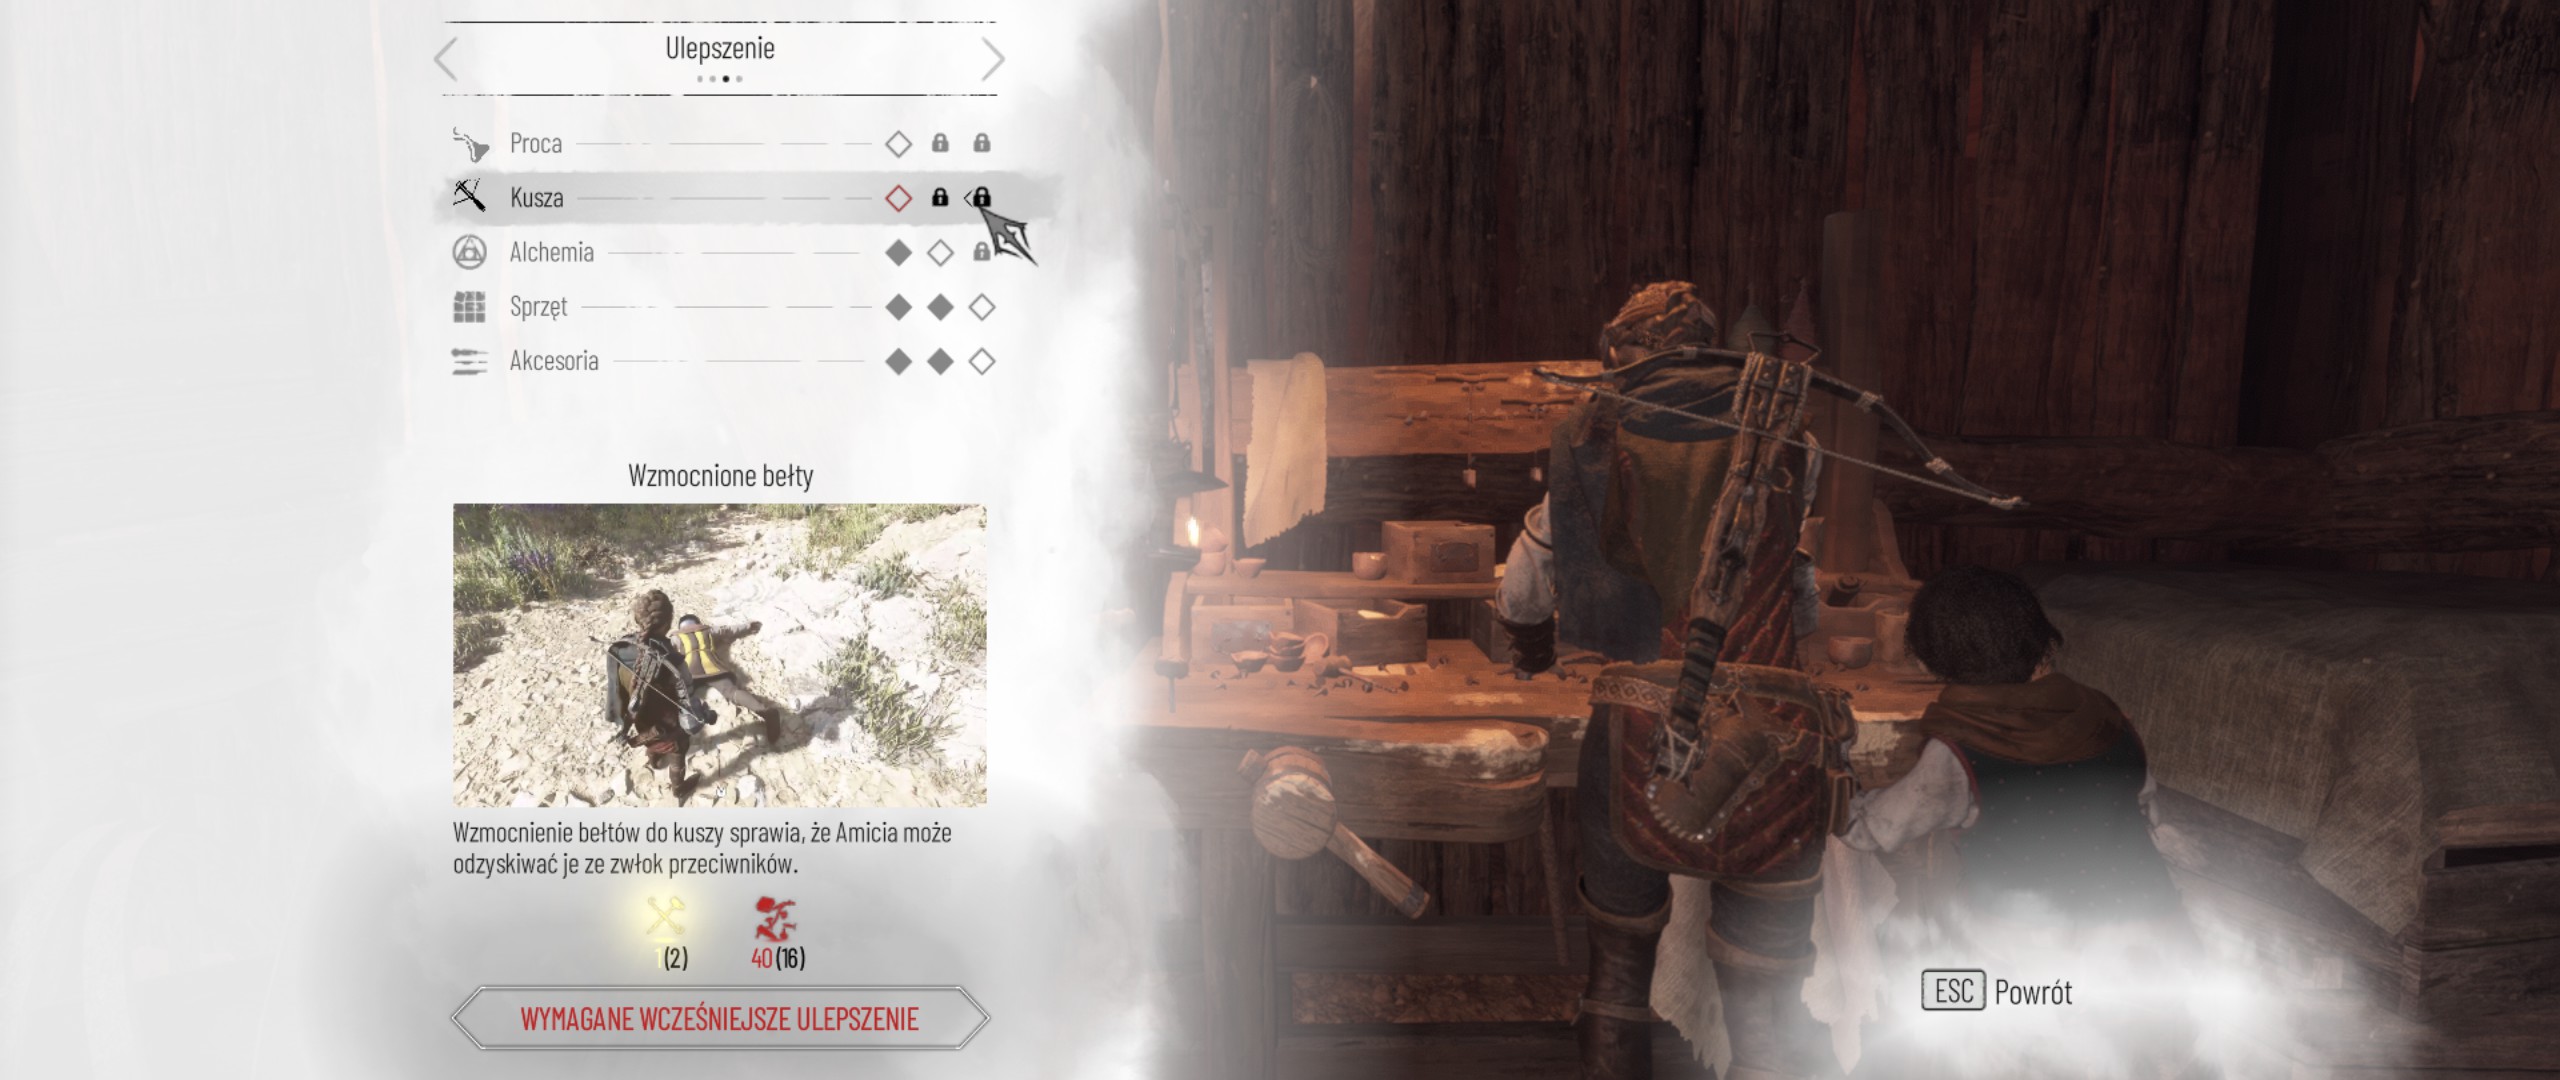 Ulepszenie
Proca
Kusza
Alchemia
Sprzęt
Akcesoria
Wzmocnione bełty
Wzmocnienie bełtów do kuszy sprawia, że Amicia może
odzyskiwać je ze zwłok przeciwników.
1(2) 40(16)
WYMAGANE WCZEŚNIEJSZE ULEPSZENIE
ESC Powrót